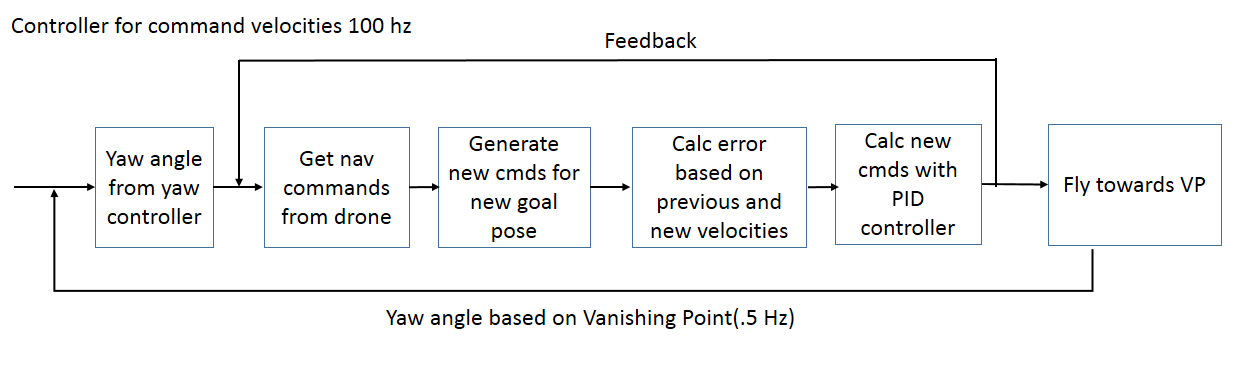 Controller for command velocities 100 hz
Feedback
Yaw angle
from yaw
controller
Get nav
commands
from drone
Generate
new cmds for
new goal
pose
Calc error
based on
previous and
new velocities
Calc new
cmds with
PID
controller
Fly towards VP
Yaw angle based on Vanishing Point(.5 Hz)